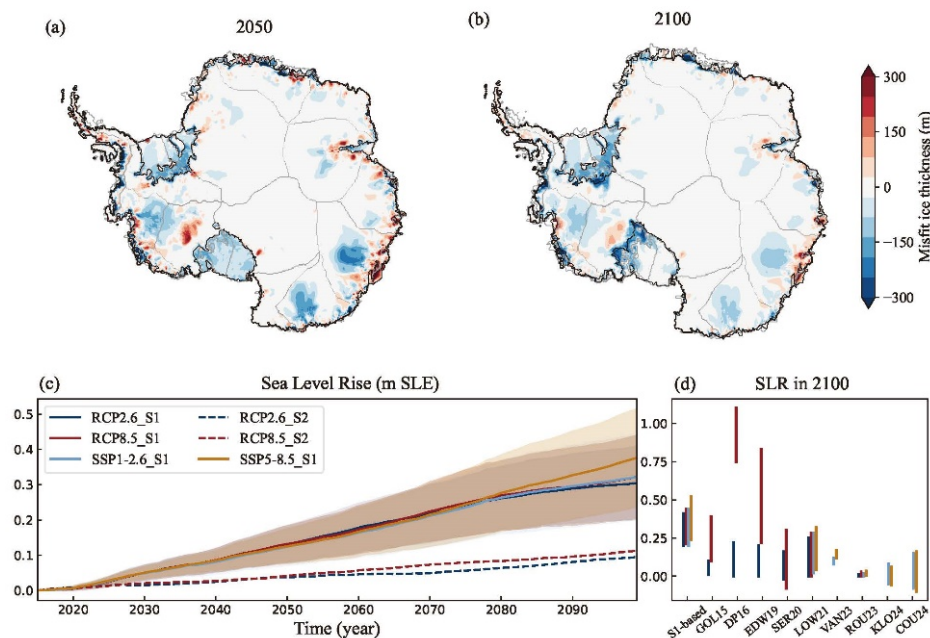 (a)
2050
(b)
2100
300
150
0
−150
−300
Misfit ice thickness (m)
(c)
Sea Level Rise (m SLE)
RCP2.6_S1
RCP2.6_S2
RCP8.5_S1
RCP8.5_S2
SSP1-2.6_S1
SSP5-8.5_S1
0.5
0.4
0.3
0.2
0.1
0.0
2020
2030
2040
2050
2060
2070
2080
2090
Time (year)
(d)
SLR in 2100
1.00
0.75
0.50
0.25
0.00
S1-based
GOL15
DP16
EDW19
SER20
LOW21
VAN23
ROU23
KLO24
COU24